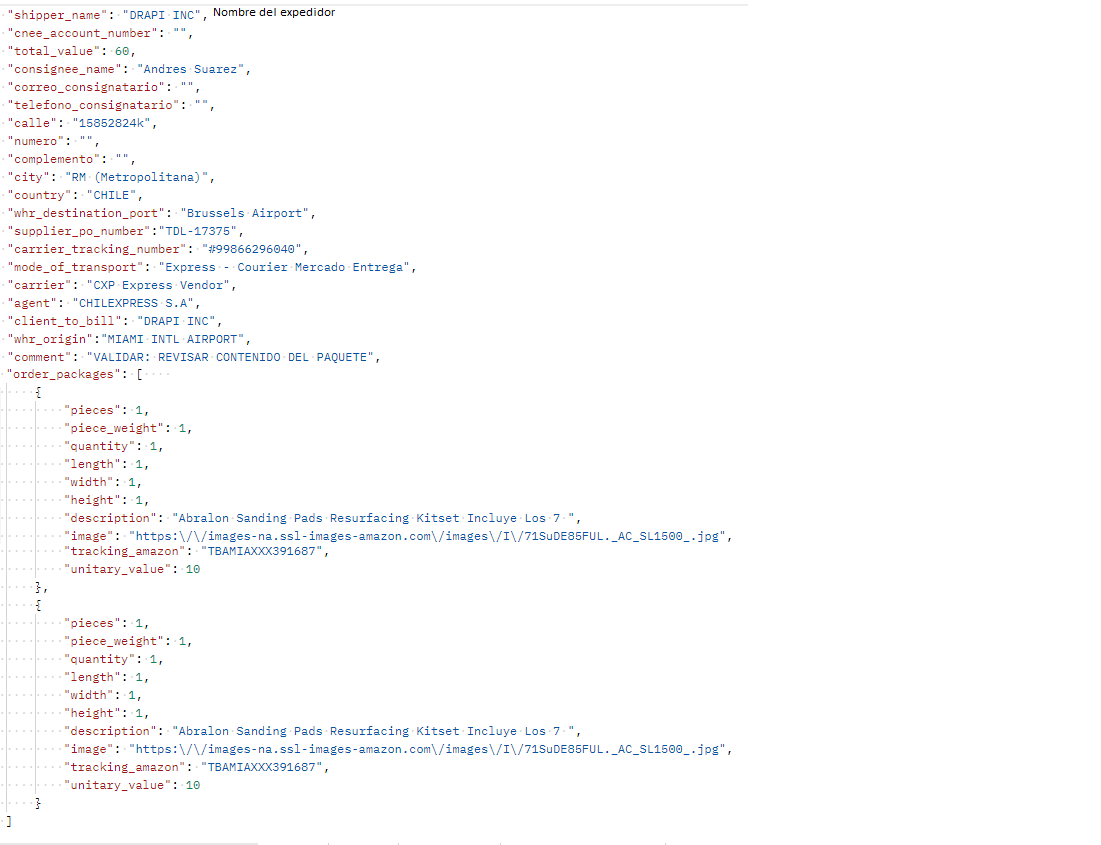 "shipper_name": "DRAPI INC", Nombre del expedidor
"cnee_account_number": "",
"total_value": 60,
"consignee_name": "Andres Suarez",
"correo_consignatario": "",
"telefono_consignatario": "",
"calle": "15852824k",
"numero": "",
"complemento": "",
"city": "RM (Metropolitana)",
"country": "CHILE",
"whr_destination_port": "Brussels Airport",
"supplier_po_number":"TDL-17375",
"carrier_tracking_number": "#99866296040",
"mode_of_transport": "Express - Courier Mercado Entrega",
"carrier": "CXP Express Vendor",
"agent": "CHILEXPRESS S.A",
"client_to_bill": "DRAPI INC",
"whr_origin":"MIAMI INTL AIRPORT",
"comment": "VALIDAR: REVISAR CONTENIDO DEL PAQUETE",
"order_packages": [
{
"pieces": 1,
"piece_weight": 1,
"quantity": 1,
"length": 1,
"width": 1,
"height": 1,
"description": "Abralon Sanding Pads Resurfacing Kitset Incluye Los 7 ",
"image": "https:\/\/images-na.ssl-images-amazon.com\/images\/I\/71SuDE85FUL._AC_SL1500_.jpg",
"tracking_amazon": "TBAMIAXXX391687",
"unitary_value": 10
},
{
"pieces": 1,
"piece_weight": 1,
"quantity": 1,
"length": 1,
"width": 1,
"height": 1,
"description": "Abralon Sanding Pads Resurfacing Kitset Incluye Los 7 ",
"image": "https:\/\/images-na.ssl-images-amazon.com\/images\/I\/71SuDE85FUL._AC_SL1500_.jpg",
"tracking_amazon": "TBAMIAXXX391687",
"unitary_value": 10
}
]